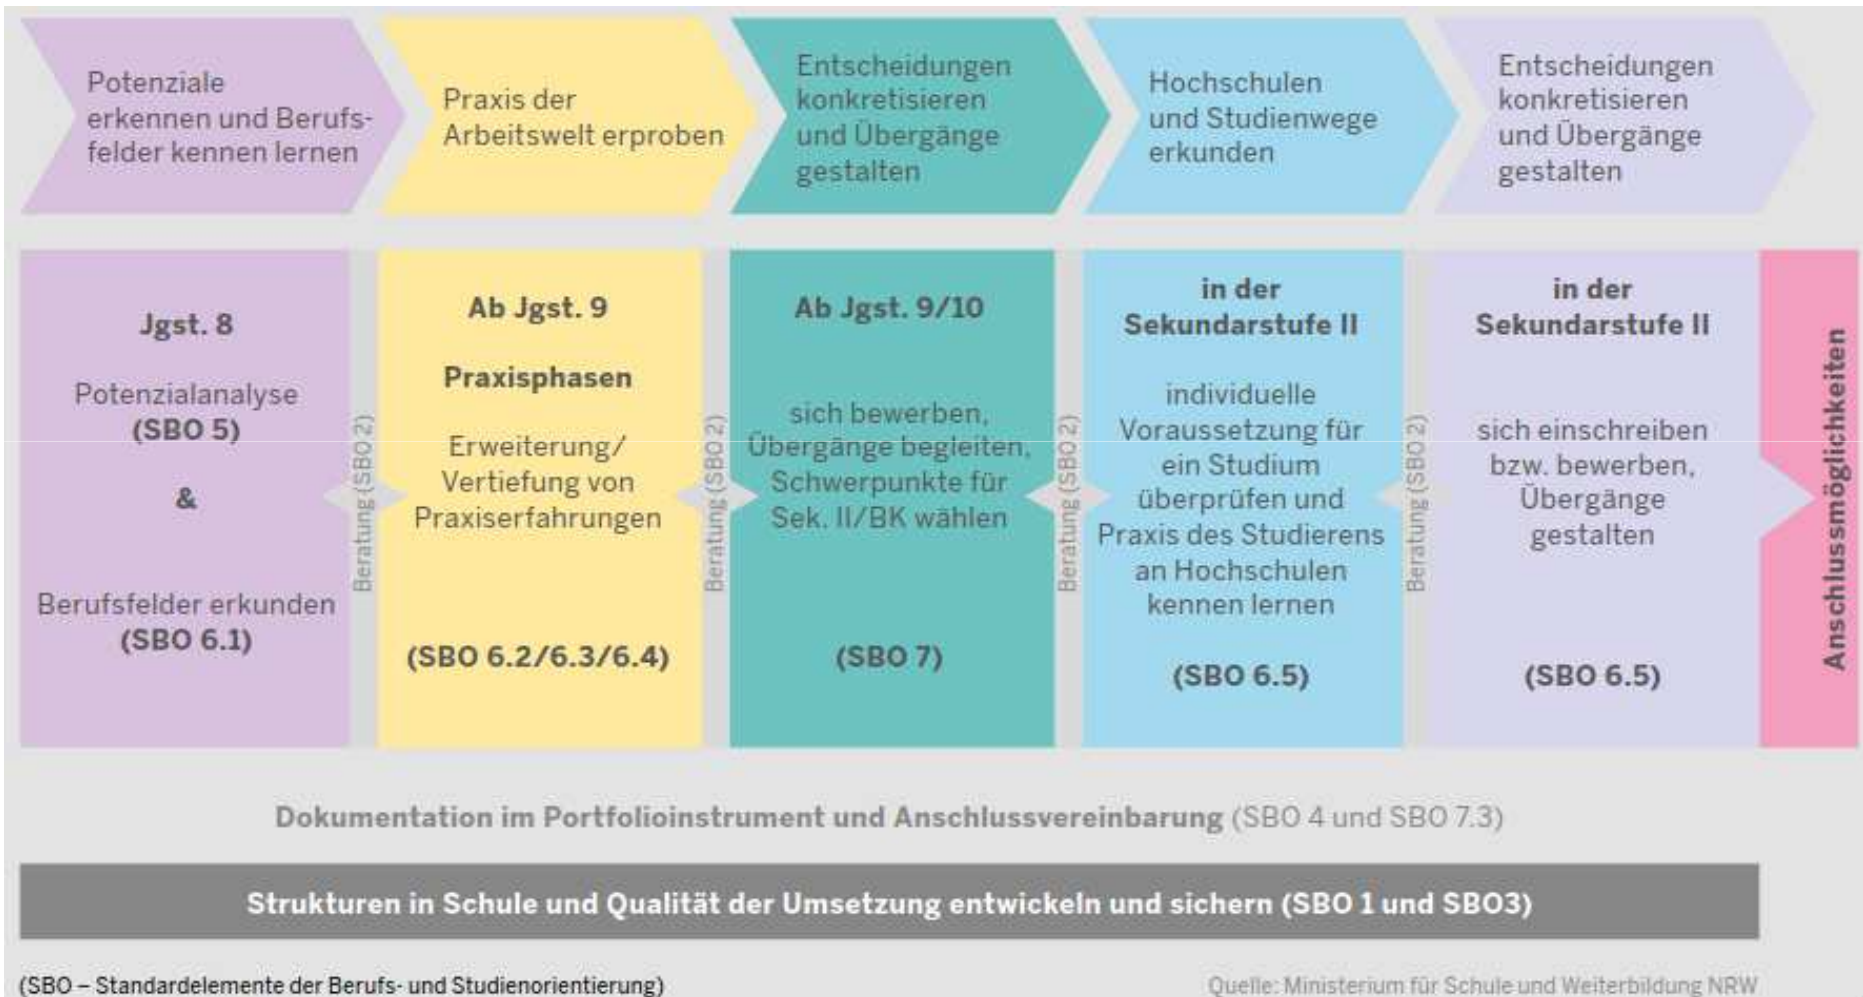 Potenziale
erkennen und Berufs-
felder kennen lernen
Praxis der
Arbeitswelt erproben
Entscheidungen
konkretisieren
und Übergänge
gestalten
Hochschulen
und Studienwege
erkunden
Entscheidungen
konkretisieren
und Übergänge
gestalten
Jgst. 8
Potenzialanalyse
(SBO 5)
&
Berufsfelder erkunden
(SBO 6.1)
Beratung (SBO 2)
Ab Jgst. 9
Praxisphasen
Erweiterung/
Vertiefung von
Praxiserfahrungen
(SBO 6.2/6.3/6.4)
Beratung (SBO 2)
Ab Jgst. 9/10
sich bewerben,
Übergänge begleiten,
Schwerpunkte für
Sek. II/BK wählen
(SBO 7)
Beratung (SBO 2)
in der
Sekundarstufe II
individuelle
Voraussetzung für
ein Studium
überprüfen und
Praxis des Studierens
an Hochschulen
kennen lernen
(SBO 6.5)
Beratung (SBO 2)
in der
Sekundarstufe II
sich einschreiben
bzw. bewerben,
Übergänge
gestalten
(SBO 6.5)
Anschlussmöglichkeiten
Dokumentation im Portfolioinstrument und Anschlussvereinbarung (SBO 4 und SBO 7.3)
Strukturen in Schule und Qualität der Umsetzung entwickeln und sichern (SBO 1 und SBO3)
(SBO – Standardelemente der Berufs- und Studienorientierung)
Quelle: Ministerium für Schule und Weiterbildung NRW